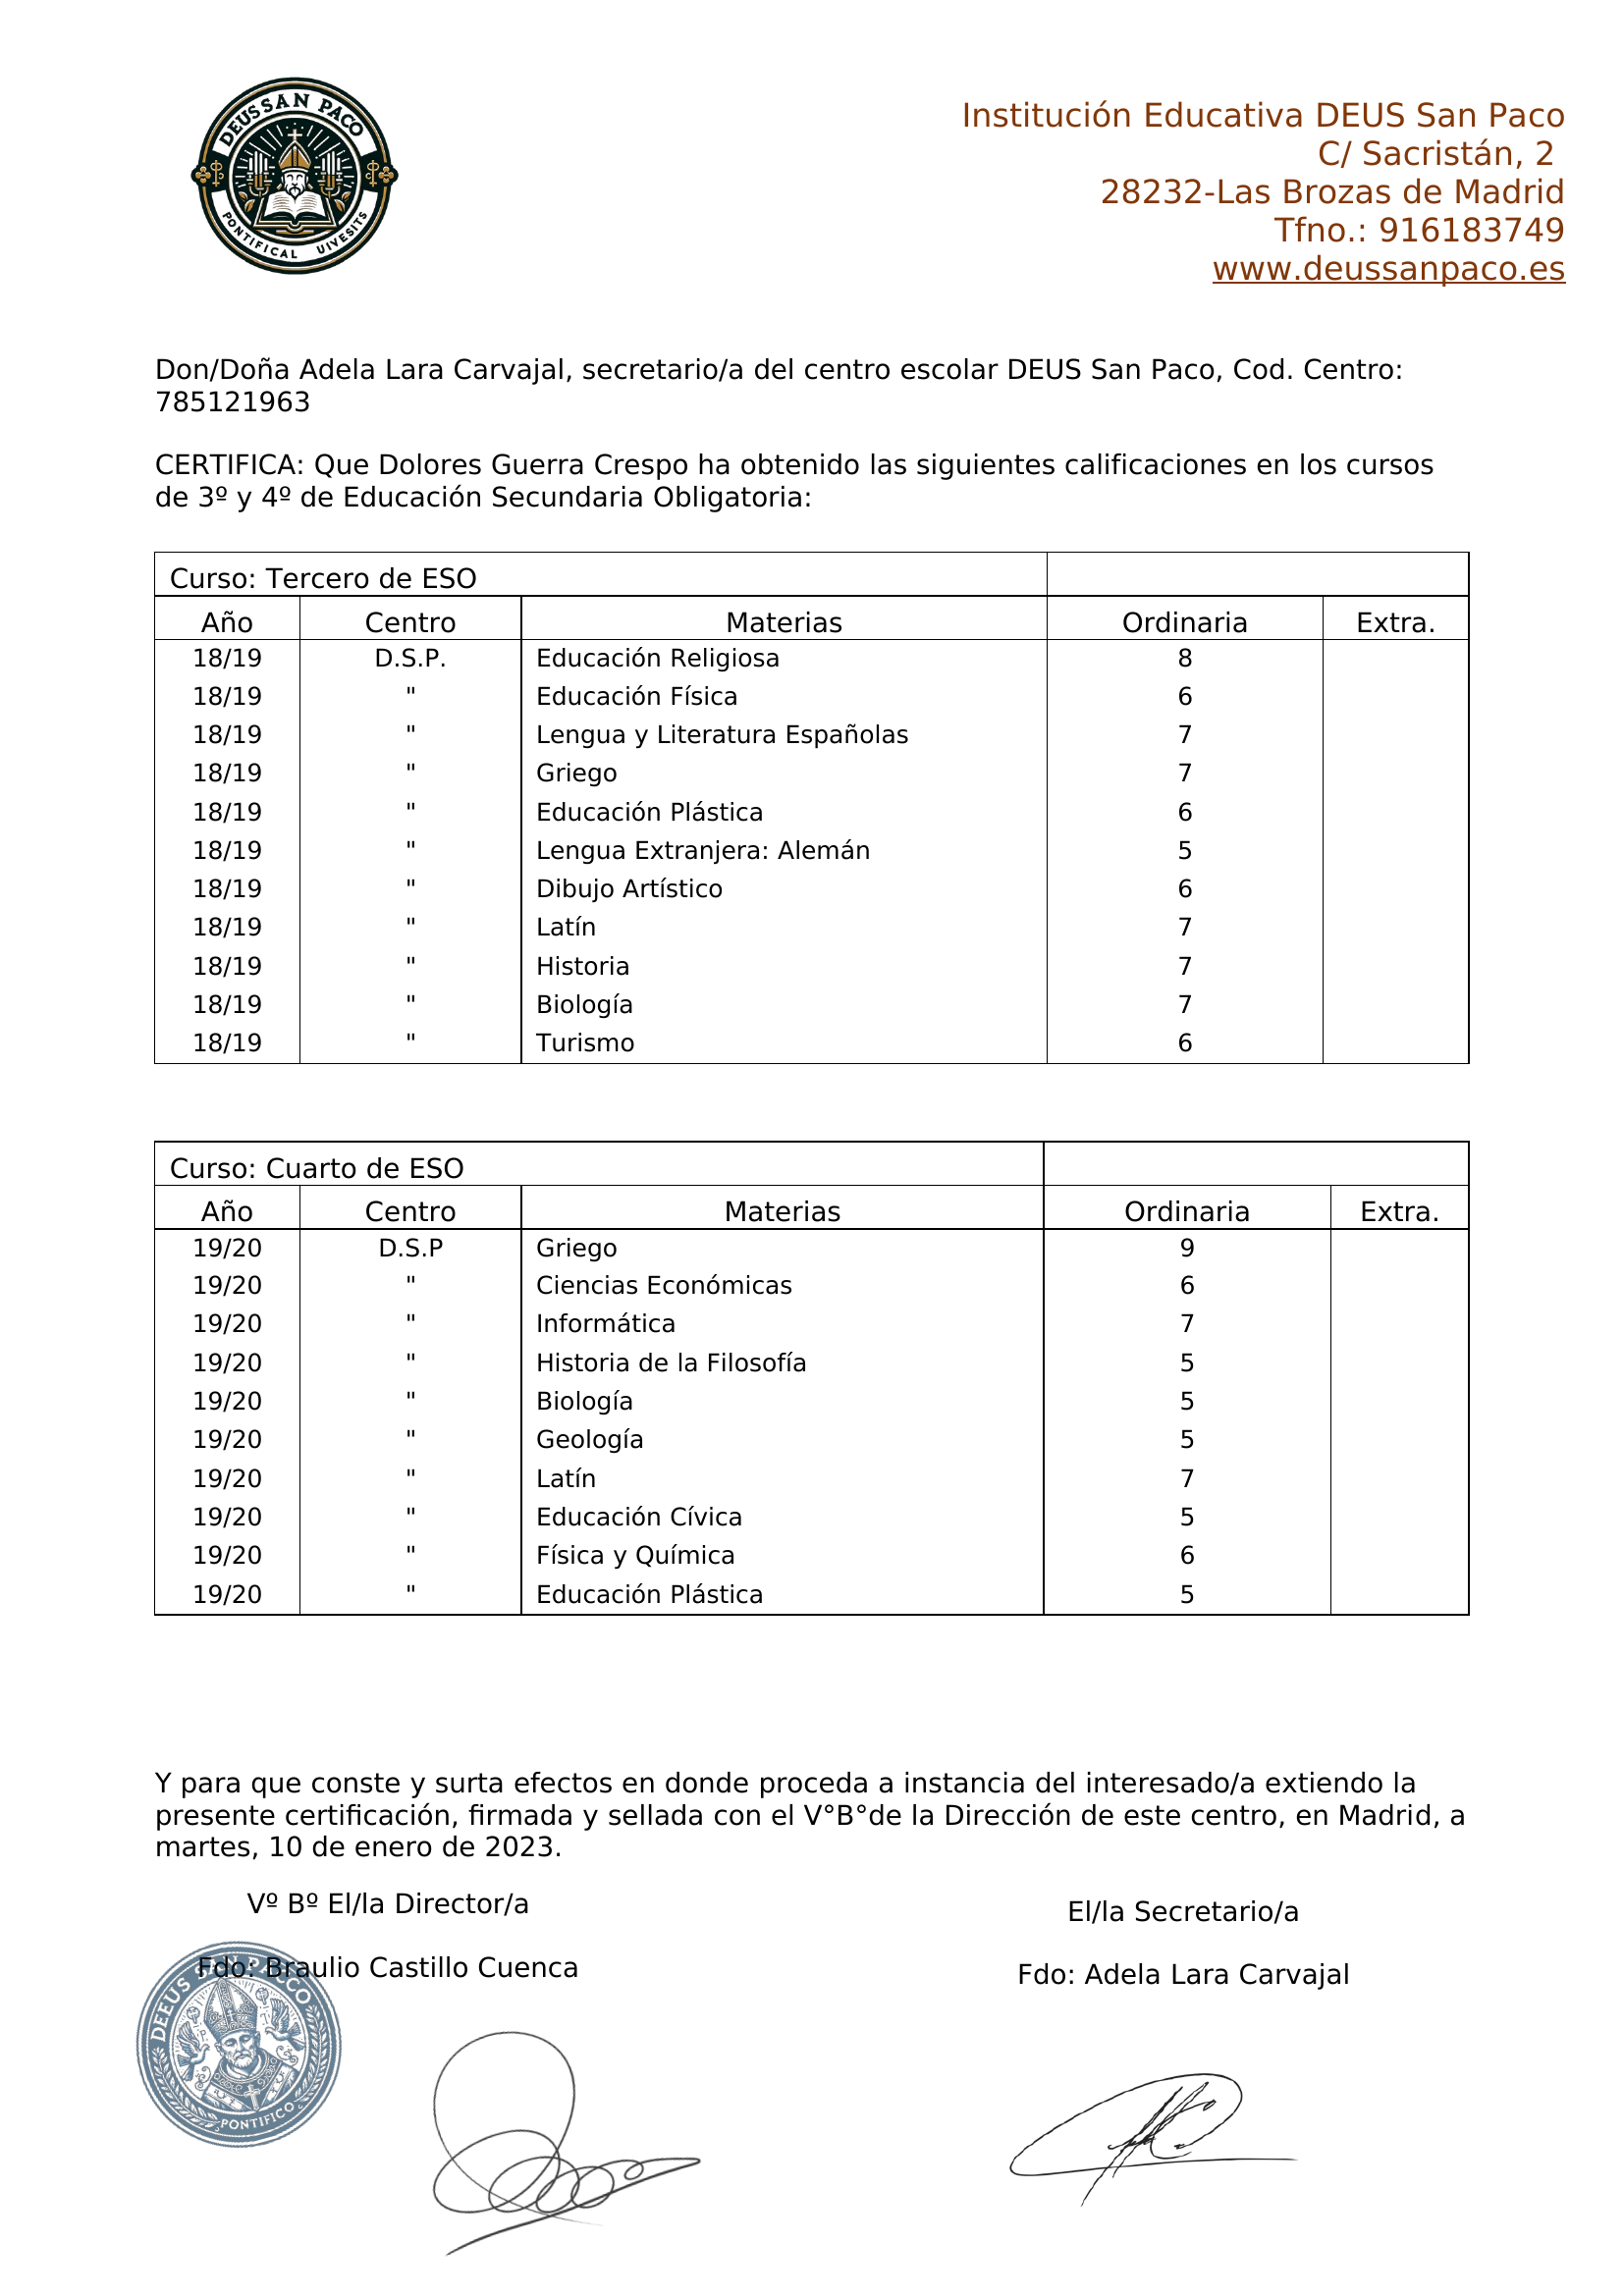 DEUSSAN PACO
PONTIFICAL UIVESITS
Institución Educativa DEUS San Paco
C/ Sacristán, 2
28232-Las Brozas de Madrid
Tfno.: 916183749
www.deussanpaco.es
Don/Doña Adela Lara Carvajal, secretario/a del centro escolar DEUS San Paco, Cod. Centro:
785121963
CERTIFICA: Que Dolores Guerra Crespo ha obtenido las siguientes calificaciones en los cursos
de 3º y 4º de Educación Secundaria Obligatoria:
Curso: Tercero de ESO
Año Centro Materias Ordinaria Extra.
18/19 D.S.P. Educación Religiosa 8
18/19 " Educación Física 6
18/19 " Lengua y Literatura Españolas 7
18/19 " Griego 7
18/19 " Educación Plástica 6
18/19 " Lengua Extranjera: Alemán 5
18/19 " Dibujo Artístico 6
18/19 " Latín 7
18/19 " Historia 7
18/19 " Biología 7
18/19 " Turismo 6
Curso: Cuarto de ESO
Año Centro Materias Ordinaria Extra.
19/20 D.S.P Griego 9
19/20 " Ciencias Económicas 6
19/20 " Informática 7
19/20 " Historia de la Filosofía 5
19/20 " Biología 5
19/20 " Geología 5
19/20 " Latín 7
19/20 " Educación Cívica 5
19/20 " Física y Química 6
19/20 " Educación Plástica 5
Y para que conste y surta efectos en donde proceda a instancia del interesado/a extiendo la
presente certificación, firmada y sellada con el V°B°de la Dirección de este centro, en Madrid, a
martes, 10 de enero de 2023.
Vº Bº El/la Director/a
El/la Secretario/a
Fdo: Braulio Castillo Cuenca
Fdo: Adela Lara Carvajal
DEEUS SAN PACCO
PONTIFICO